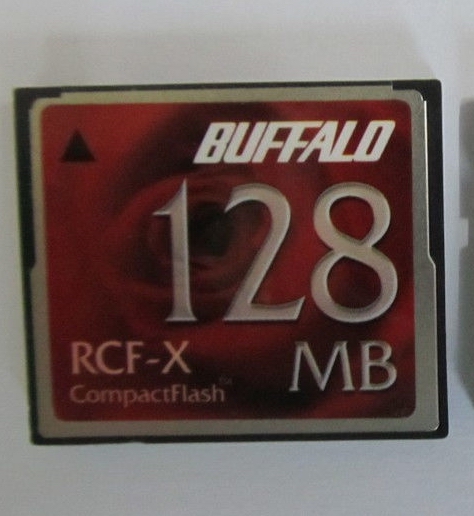 BUFFALO
128
MB
RCF-X
CompactFlash